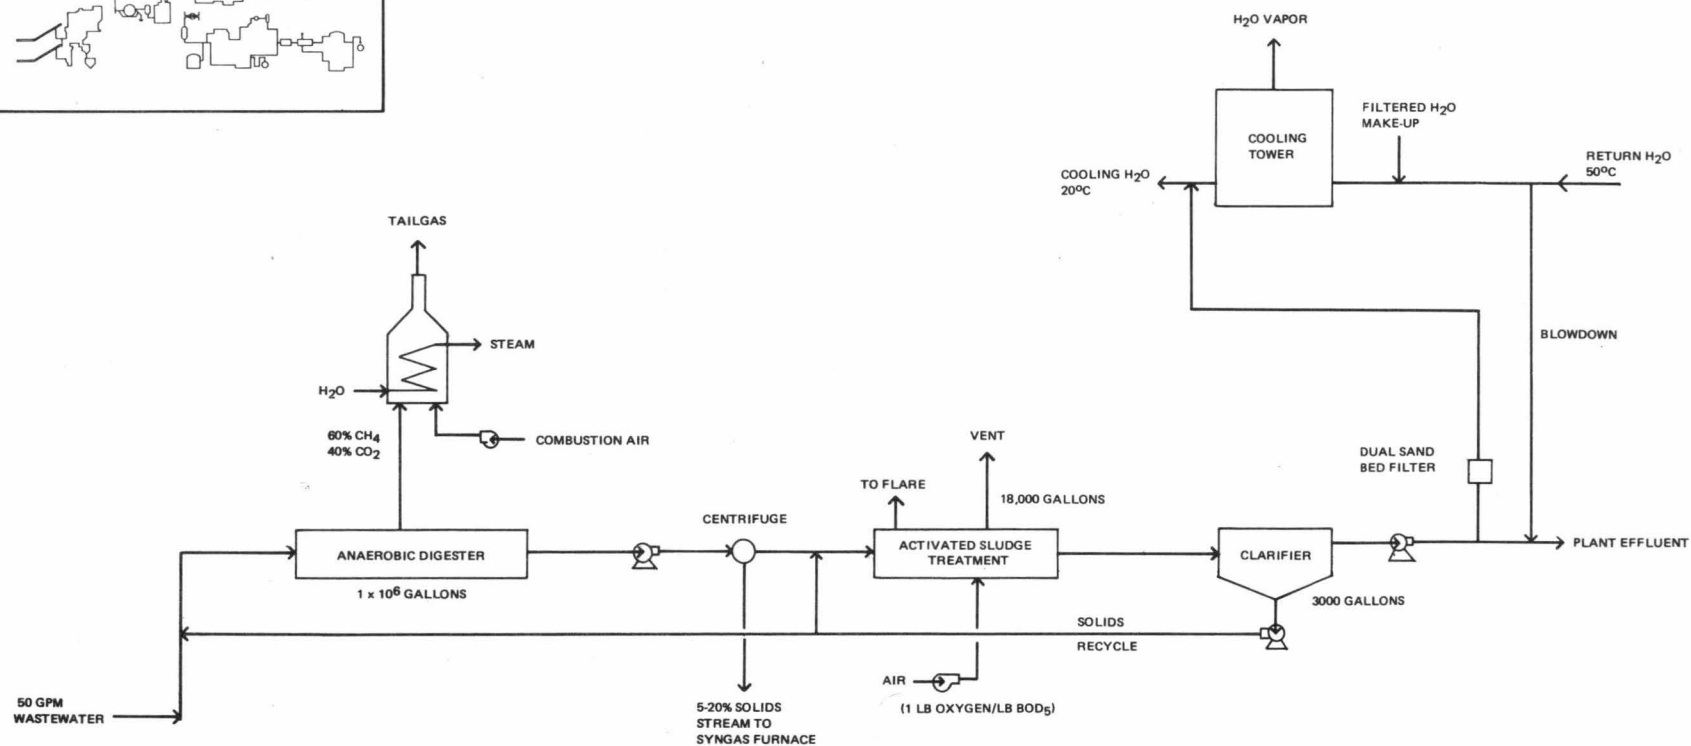 H2O VAPOR
COOLING
TOWER
FILTERED H2O
MAKE-UP
RETURN H2O
50°C
COOLING H2O
20°C
TAILGAS
STEAM
H2O
BLOWDOWN
60% CH4
40% CO2
COMBUSTION AIR
VENT
DUAL SAND
BED FILTER
TO FLARE
18,000 GALLONS
CENTRIFUGE
ANAEROBIC DIGESTER
1 x 10^6 GALLONS
ACTIVATED SLUDGE
TREATMENT
CLARIFIER
PLANT EFFLUENT
3000 GALLONS
SOLIDS
RECYCLE
AIR
(1 LB OXYGEN/LB BOD5)
50 GPM
WASTEWATER
5-20% SOLIDS
STREAM TO
SYNGAS FURNACE